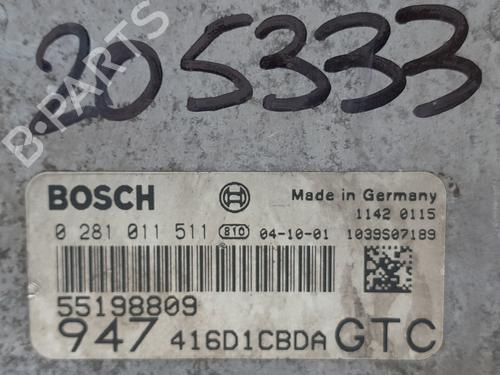 205333
B-PARTS
BOSCH
Made in Germany
1142 0115
0 281 011 511 810 04-10-01 1039S07189
55198809
947 416D1CBDA GTC